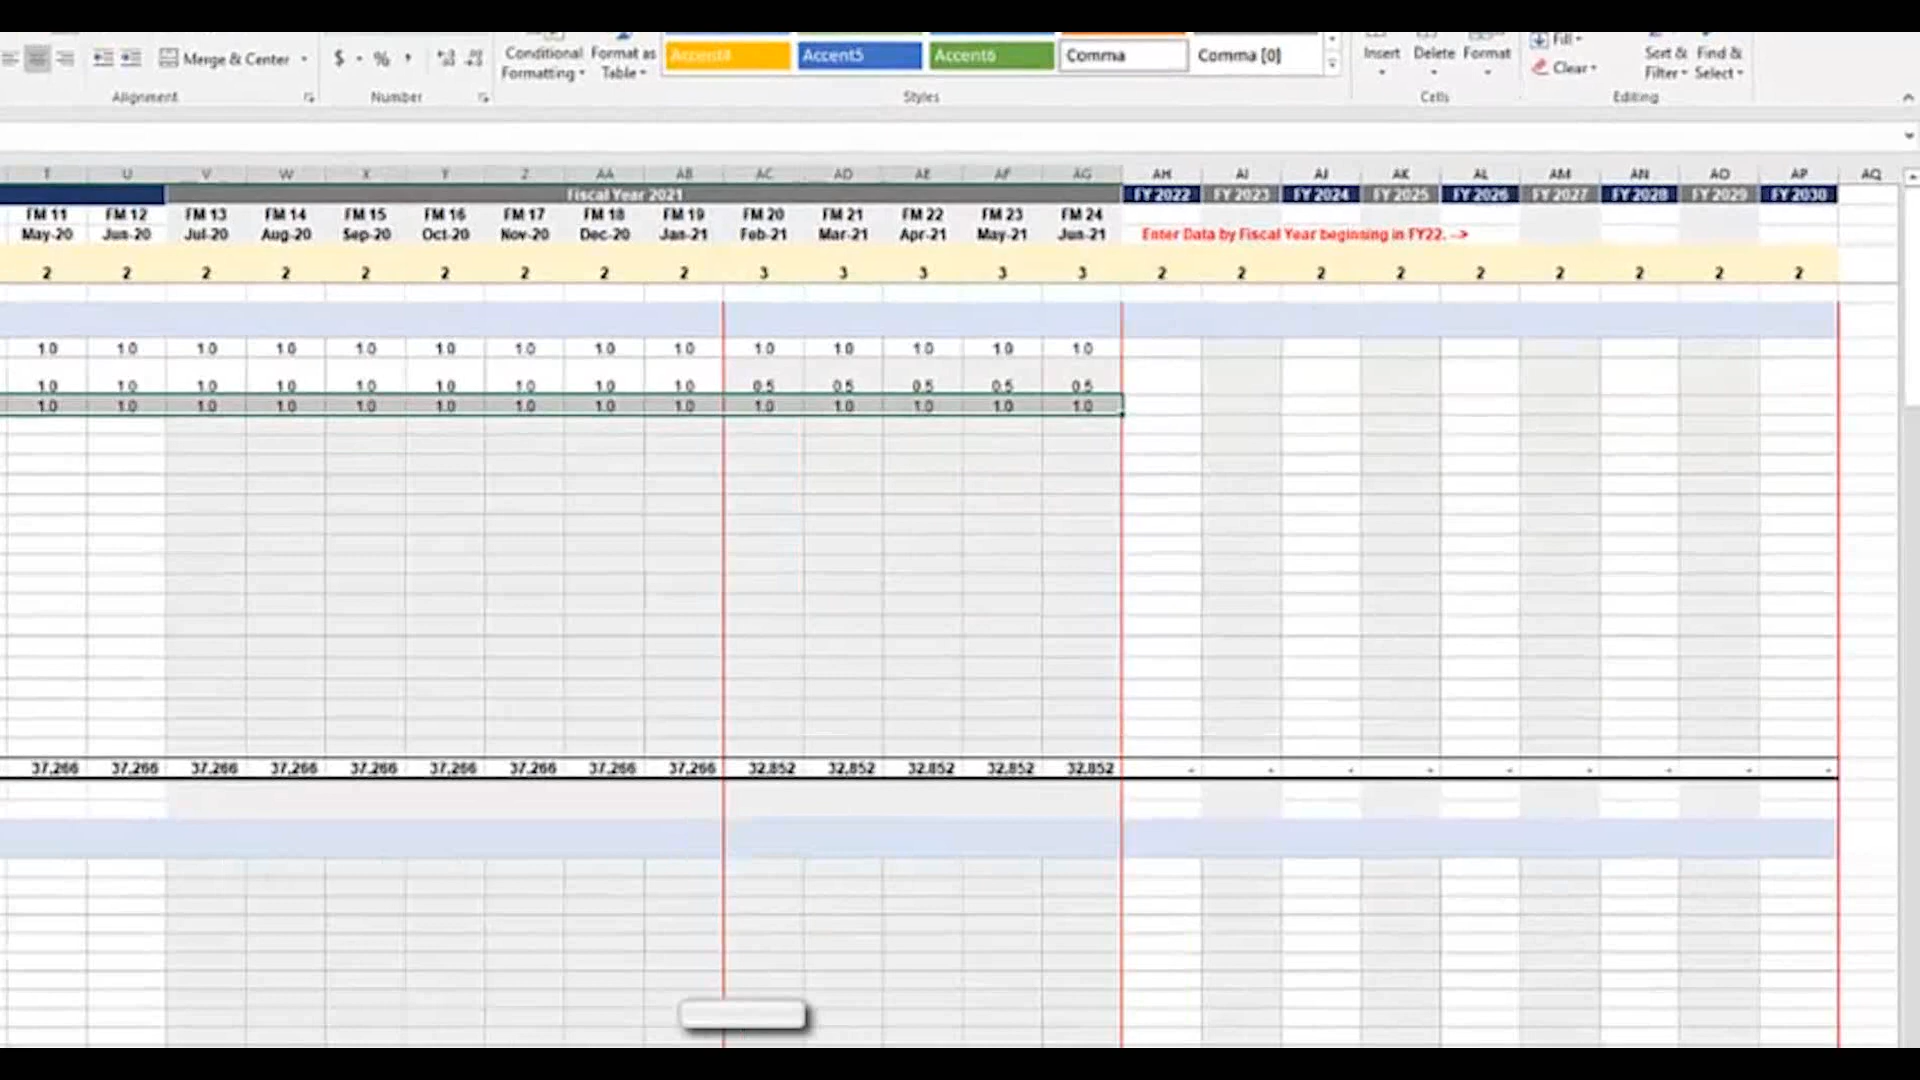 Merge & Center $ % , Conditional Formatting Format as Table Accent4 Accent5 Accent6 Comma Comma [0] Insert Delete Format Fill Clear Sort & Filter Find & Select
Alignment Number Styles Cells Editing
T U V W X Y Z AA AB AC AD AE AF AG AH AI AJ AK AL AM AN AO AP AQ
Fiscal Year 2021 FY 2022 FY 2023 FY 2024 FY 2025 FY 2026 FY 2027 FY 2028 FY 2029 FY 2030
FM 11 FM 12 FM 13 FM 14 FM 15 FM 16 FM 17 FM 18 FM 19 FM 20 FM 21 FM 22 FM 23 FM 24
May-20 Jun-20 Jul-20 Aug-20 Sep-20 Oct-20 Nov-20 Dec-20 Jan-21 Feb-21 Mar-21 Apr-21 May-21 Jun-21 Enter Data by Fiscal Year beginning in FY22. -->
2 2 2 2 2 2 2 2 2 3 3 3 3 3 2 2 2 2 2 2 2 2 2
1.0 1.0 1.0 1.0 1.0 1.0 1.0 1.0 1.0 1.0 1.0 1.0 1.0 1.0
1.0 1.0 1.0 1.0 1.0 1.0 1.0 1.0 1.0 0.5 0.5 0.5 0.5 0.5
1.0 1.0 1.0 1.0 1.0 1.0 1.0 1.0 1.0 1.0 1.0 1.0 1.0 1.0
37,266 37,266 37,266 37,266 37,266 37,266 37,266 37,266 37,266 32,852 32,852 32,852 32,852 32,852 - - - - - - - - -